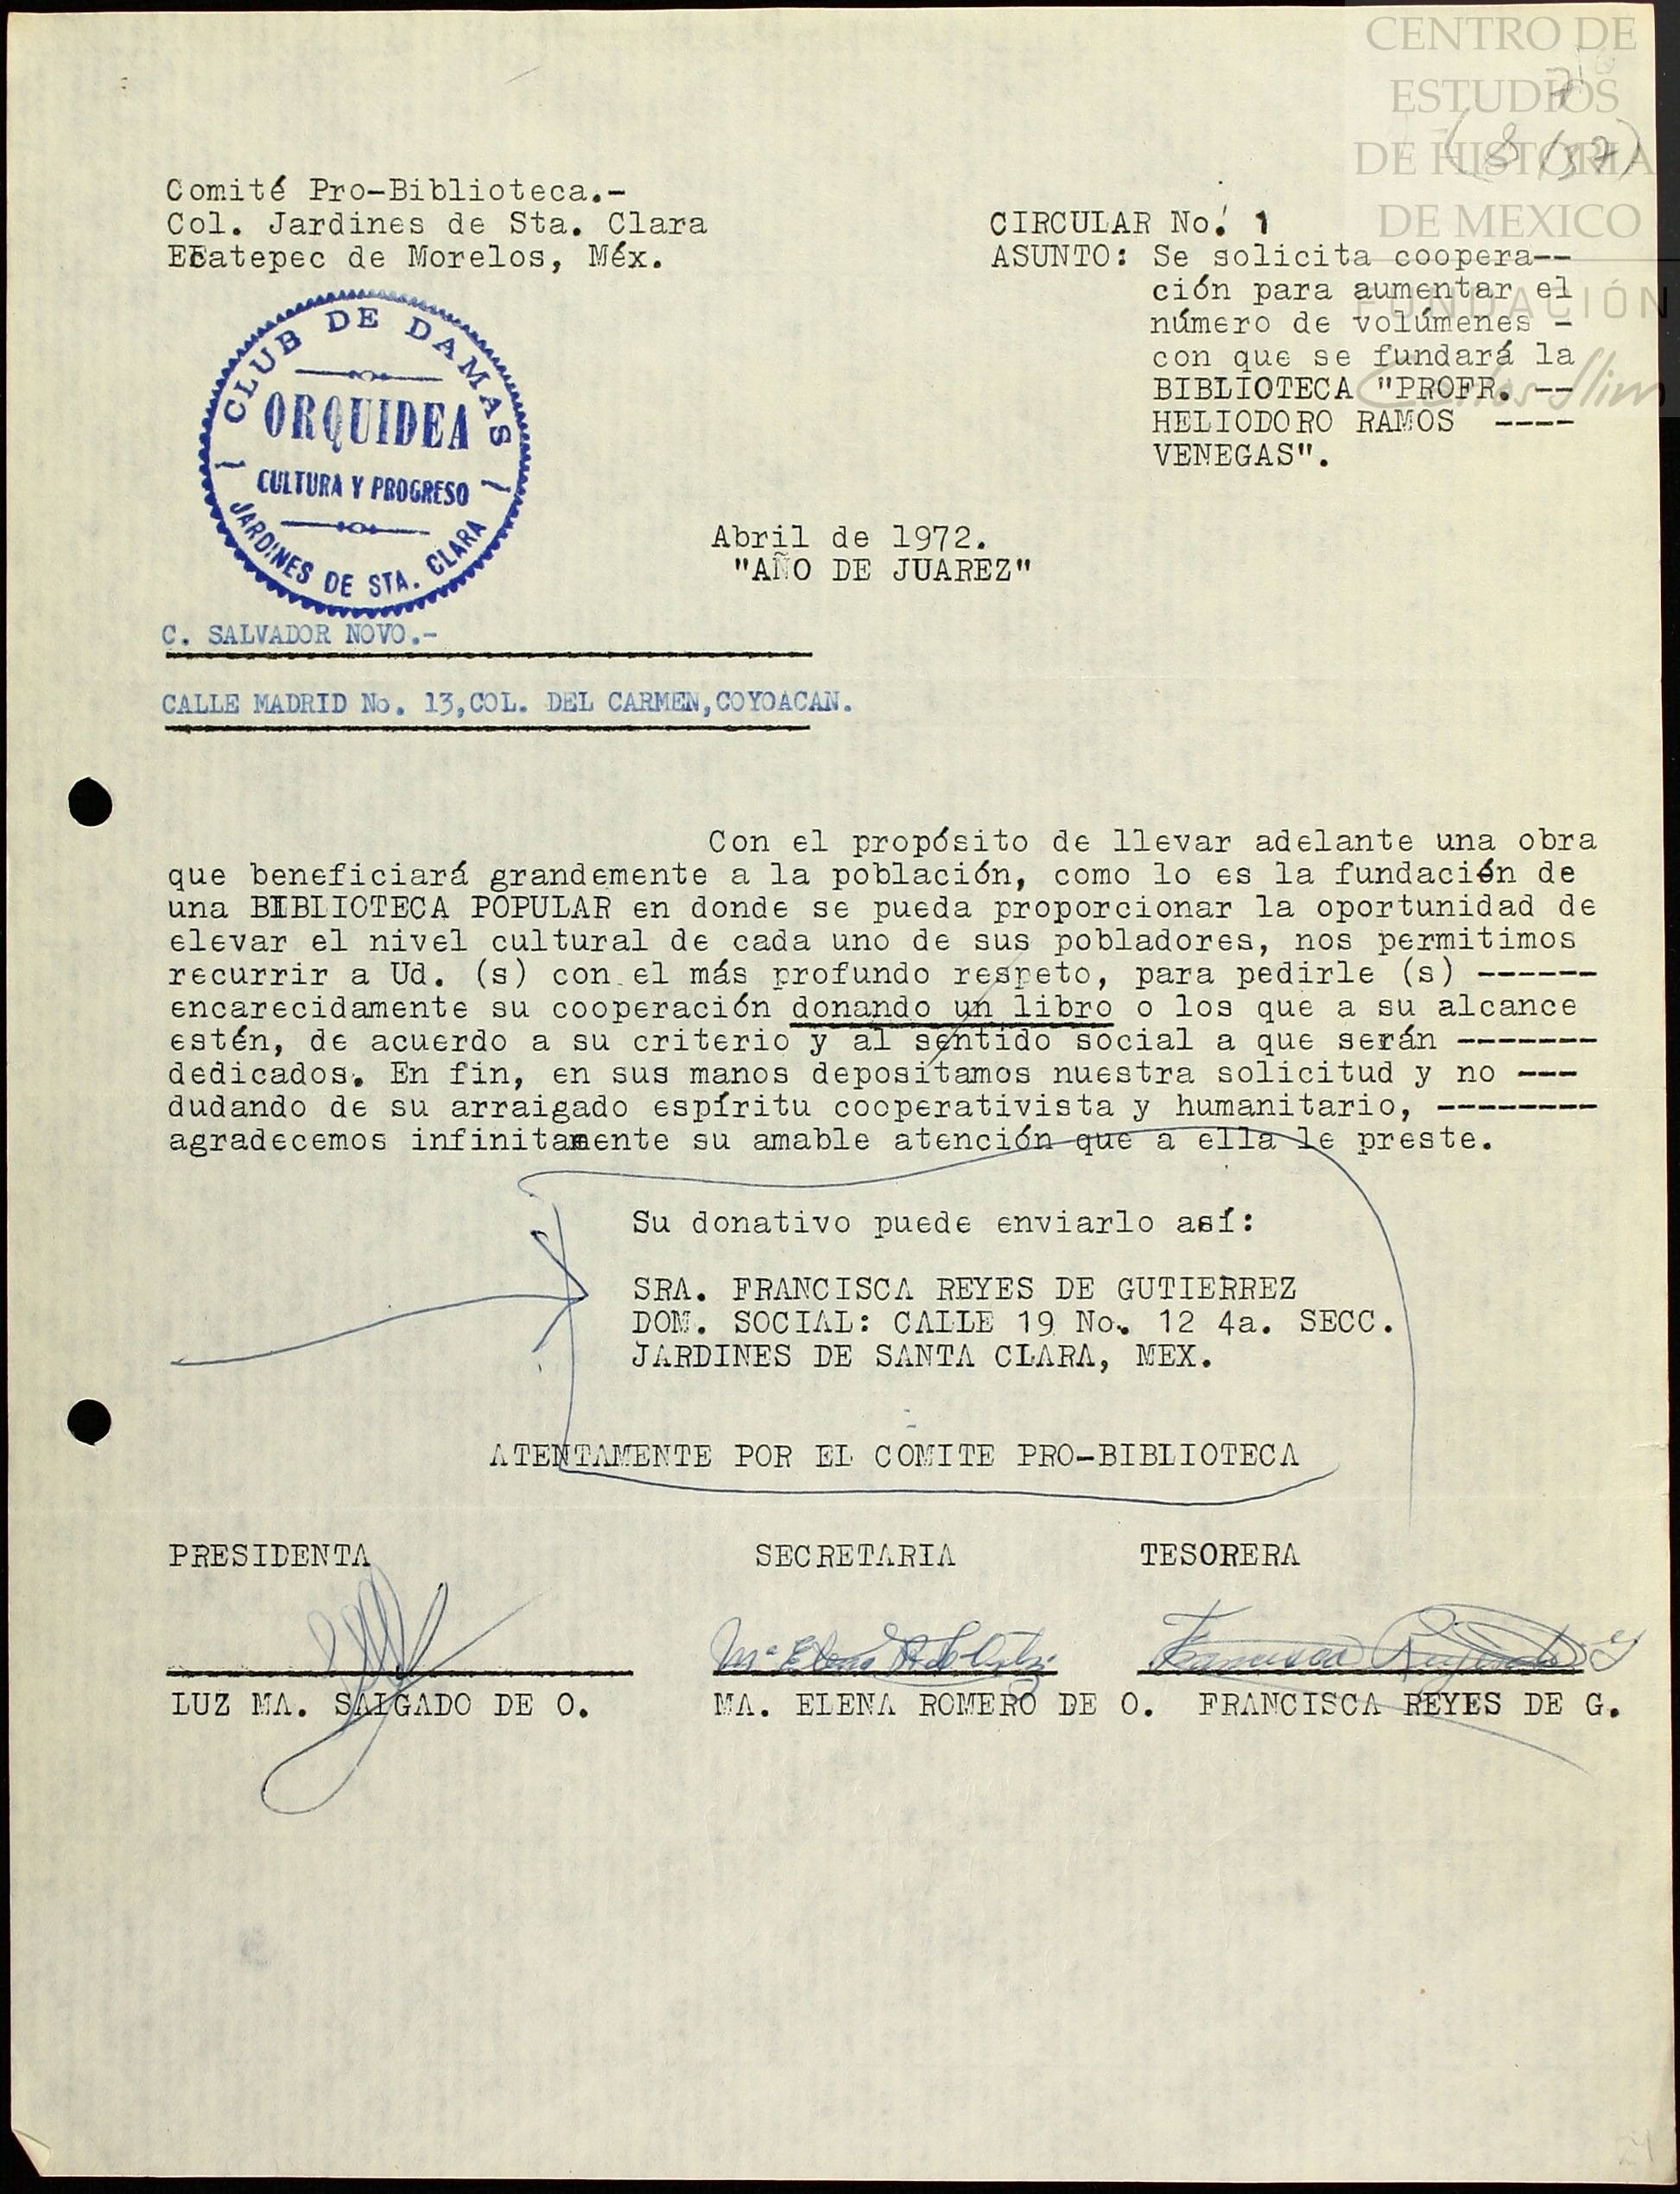 CENTRO DE
ESTUDIOS
DE HISTORIA
DE MEXICO
FUNDACIÓN
Carlos Slim
Comité Pro-Biblioteca.-
Col. Jardines de Sta. Clara
Ecatepec de Morelos, Méx.
CIRCULAR No. 1
ASUNTO: Se solicita coopera--
ción para aumentar el
número de volúmenes -
con que se fundará la
BIBLIOTECA "PROFR. --
HELIODORO RAMOS ----
VENEGAS".
CLUB DE DAMAS
ORQUIDEA
CULTURA Y PROGRESO
JARDINES DE STA. CLARA
Abril de 1972.
"AÑO DE JUAREZ"
C. SALVADOR NOVO.-
CALLE MADRID No. 13,COL. DEL CARMEN,COYOACAN.
Con el propósito de llevar adelante una obra
que beneficiará grandemente a la población, como lo es la fundación de
una BIBLIOTECA POPULAR en donde se pueda proporcionar la oportunidad de
elevar el nivel cultural de cada uno de sus pobladores, nos permitimos
recurrir a Ud. (s) con el más profundo respeto, para pedirle (s) ------
encarecidamente su cooperación donando un libro o los que a su alcance
estén, de acuerdo a su criterio y al sentido social a que serán -------
dedicados. En fin, en sus manos depositamos nuestra solicitud y no ---
dudando de su arraigado espíritu cooperativista y humanitario, --------
agradecemos infinitamente su amable atención que a ella le preste.
Su donativo puede enviarlo así:
SRA. FRANCISCA REYES DE GUTIERREZ
DOM. SOCIAL: CALLE 19 No. 12 4a. SECC.
JARDINES DE SANTA CLARA, MEX.
ATENTAMENTE POR EL COMITE PRO-BIBLIOTECA
PRESIDENTA SECRETARIA TESORERA
LUZ MA. SALGADO DE O. MA. ELENA ROMERO DE O. FRANCISCA REYES DE G.